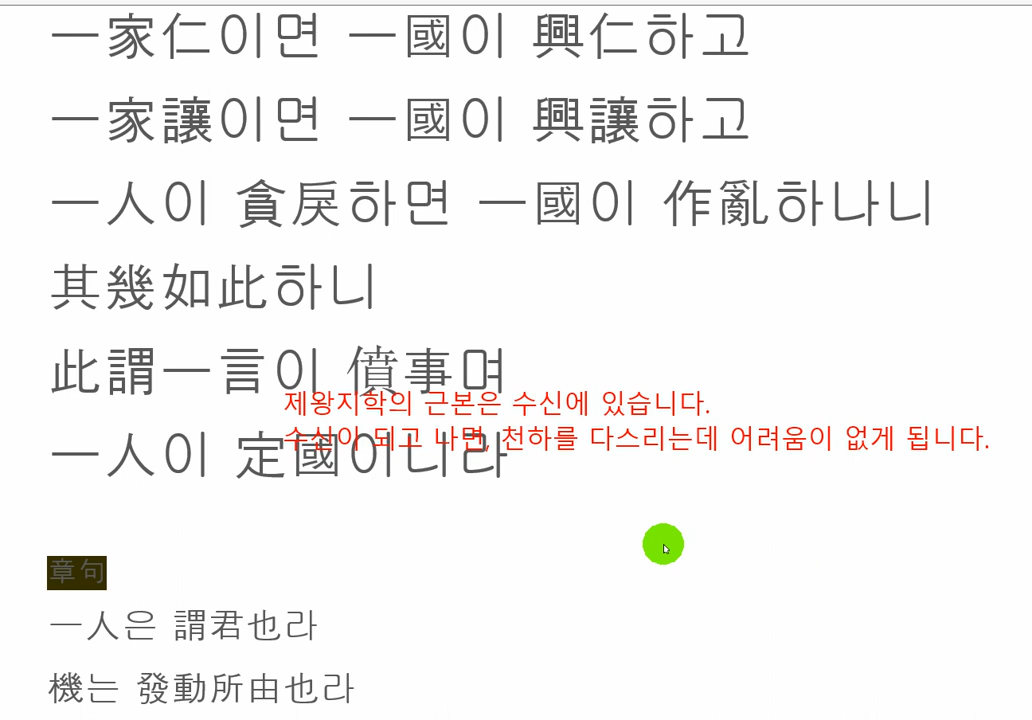 一家仁이면 一國이 興仁하고
一家讓이면 一國이 興讓하고
一人이 貪戾하면 一國이 作亂하나니
其幾如此하니
此謂一言이 僨事며
제왕지학의 근본은 수신에 있습니다.
수신이 되고 나면, 천하를 다스리는데 어려움이 없게 됩니다.
一人이 定國이니라
章句
一人은 謂君也라
機는 發動所由也라